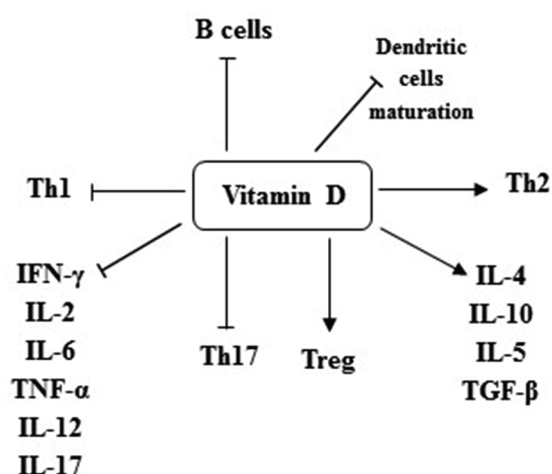 B cells
Dendritic
cells
maturation
Th1
Vitamin D
Th2
IFN-γ
IL-2
IL-6
TNF-α
IL-12
IL-17
Th17
Treg
IL-4
IL-10
IL-5
TGF-β